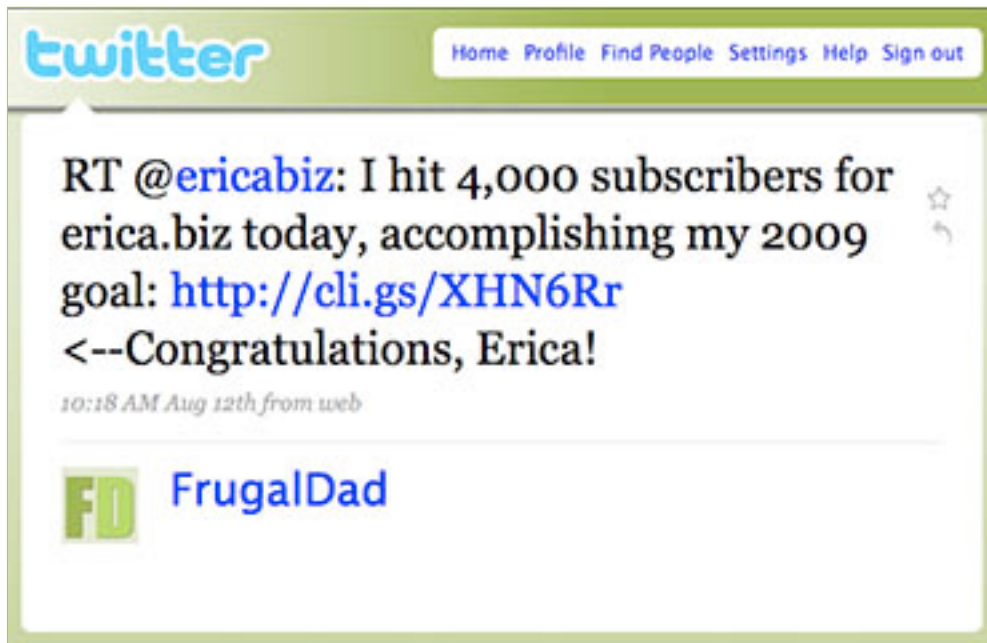 twitter
Home Profile Find People Settings Help Sign out
RT @ericabiz: I hit 4,000 subscribers for
erica.biz today, accomplishing my 2009
goal: http://cli.gs/XHN6Rr
<--Congratulations, Erica!
10:18 AM Aug 12th from web
FD
FrugalDad